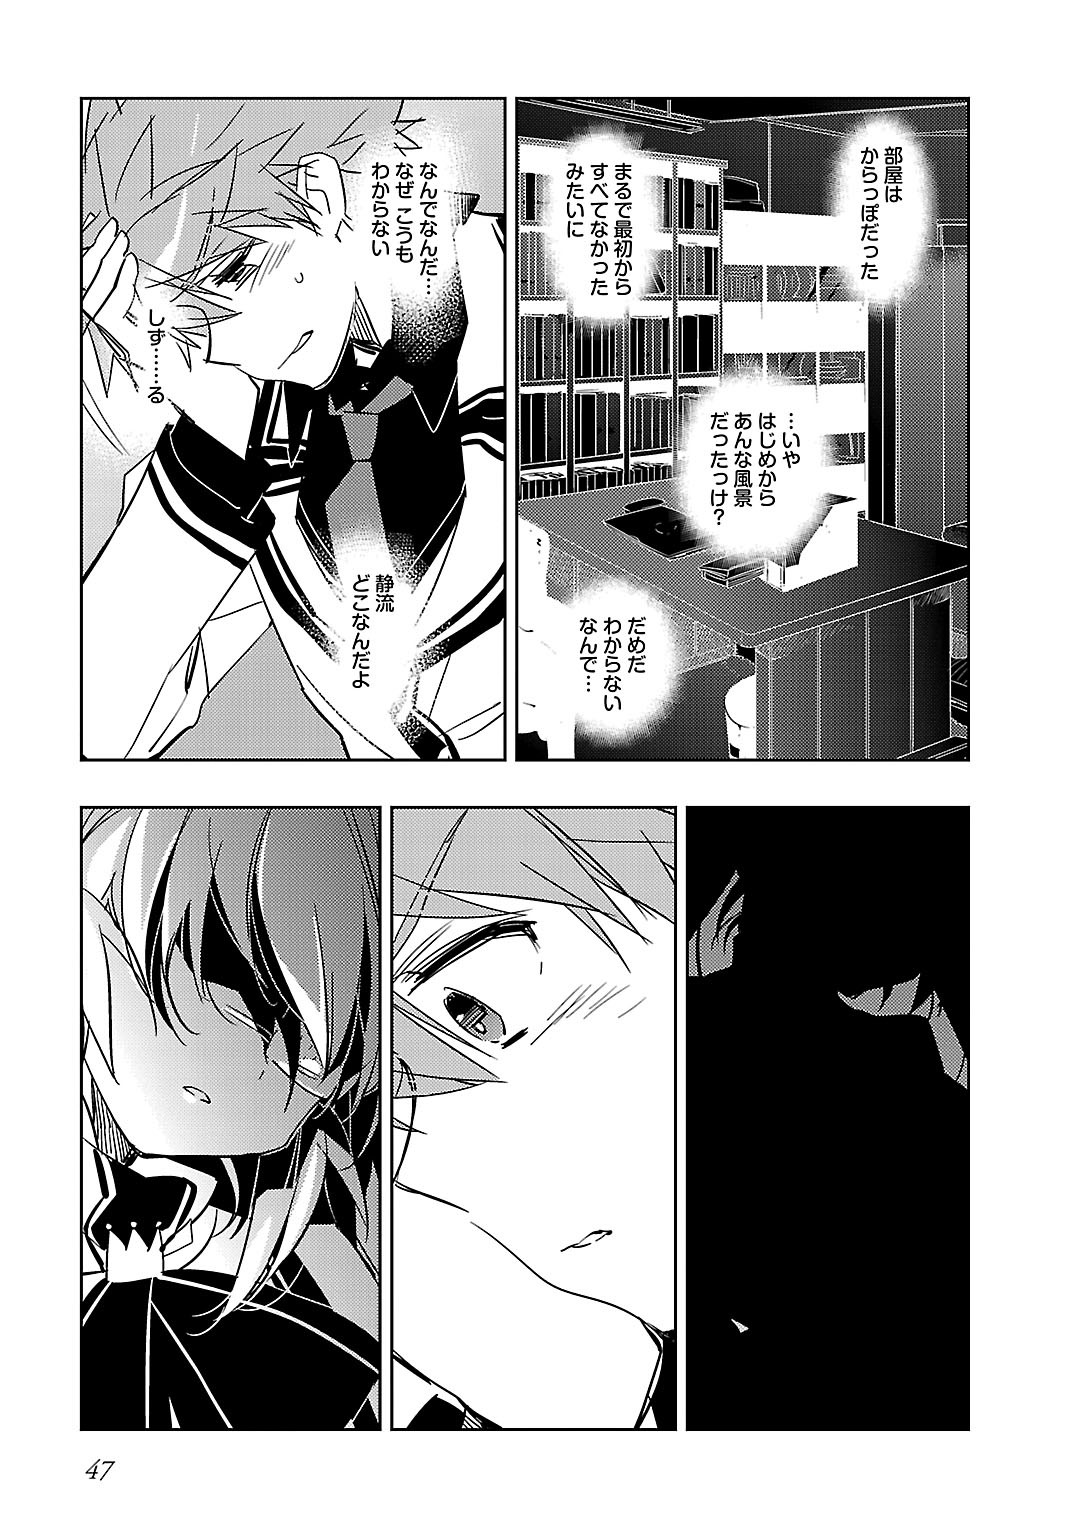 部屋は
からっぽだった
まるで最初から
すべてなかった
みたいに
…いや
はじめから
あんな風景
だったっけ?
だめだ
わからない
なんで…
なんでなんだ…
なぜ こうも
わからない
しず……る
静流
どこなんだよ
47